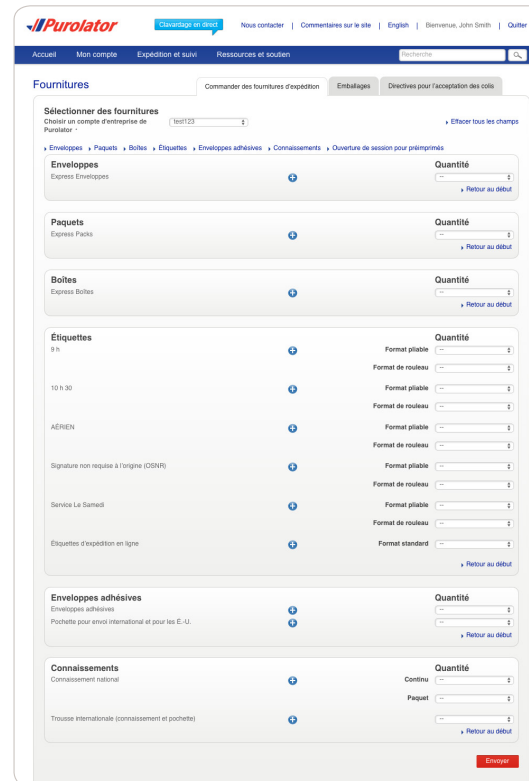 Purolator
Clavardage en direct
Nous contacter | Commentaires sur le site | English | Bienvenue, John Smith | Quitter
Accueil Mon compte Expédition et suivi Ressources et soutien Recherche
Fournitures
Commander des fournitures d'expédition Emballages Directives pour l'acceptation des colis
Sélectionner des fournitures
Choisir un compte d'entreprise de
Purolator
test123
Effacer tous les champs
Enveloppes Paquets Boîtes Étiquettes Enveloppes adhésives Connaissements Ouverture de session pour préimprimés
Enveloppes Quantité
Express Enveloppes --
Retour au début
Paquets Quantité
Express Packs --
Retour au début
Boîtes Quantité
Express Boîtes --
Retour au début
Étiquettes Quantité
9 h Format pliable --
Format de rouleau --
10 h 30 Format pliable --
Format de rouleau --
AÉRIEN Format pliable --
Format de rouleau --
Signature non requise à l'origine (OSNR) Format pliable --
Format de rouleau --
Service Le Samedi Format pliable --
Format de rouleau --
Étiquettes d'expédition en ligne Format standard --
Retour au début
Enveloppes adhésives Quantité
Enveloppes adhésives --
Pochette pour envoi international et pour les É.-U. --
Retour au début
Connaissements Quantité
Connaissement national Continu --
Paquet --
Trousse internationale (connaissement et pochette) --
Retour au début
Envoyer